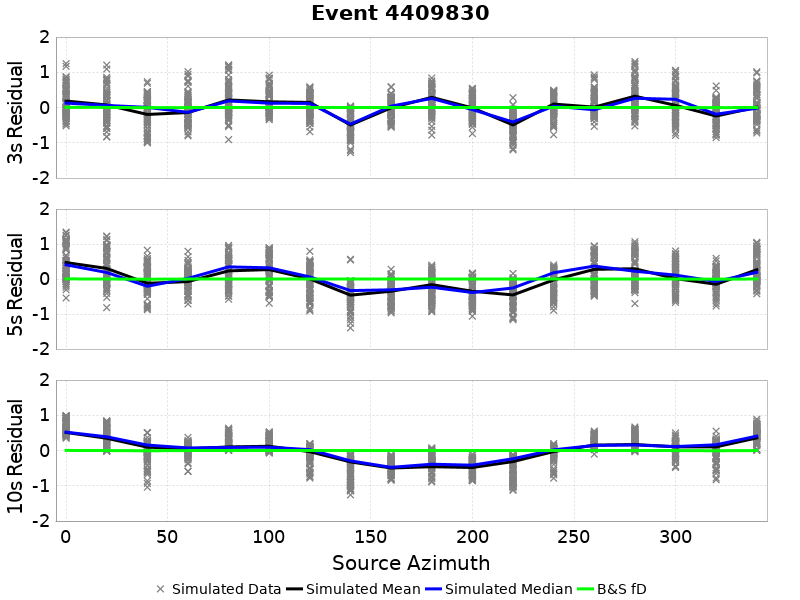 Event 4409830
3s Residual
2
1
0
-1
-2
5s Residual
2
1
0
-1
-2
10s Residual
2
1
0
-1
-2
0 50 100 150 200 250 300
Source Azimuth
Simulated Data Simulated Mean Simulated Median B&S fD